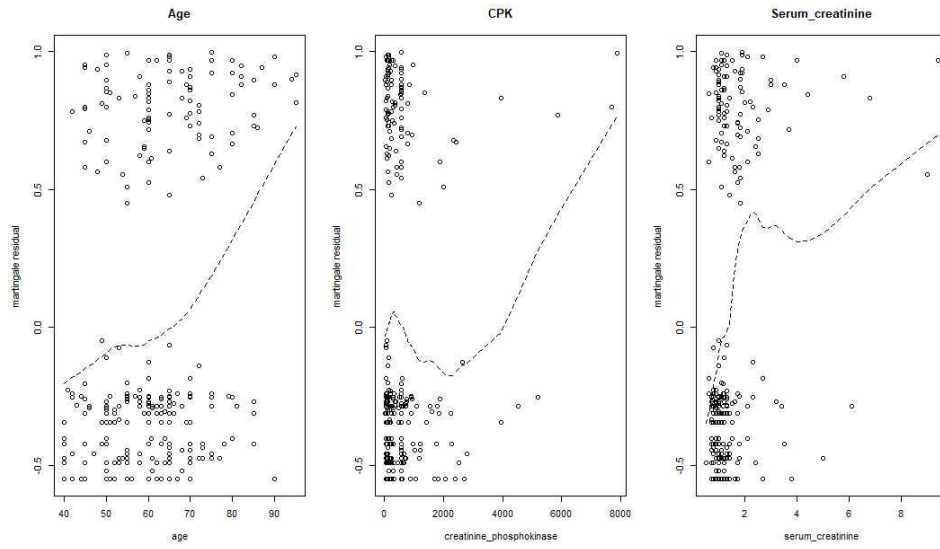 Age
martingale residual
1.0
0.5
0.0
-0.5
40 50 60 70 80 90
age
CPK
martingale residual
1.0
0.5
0.0
-0.5
0 2000 4000 6000 8000
creatinine_phosphokinase
Serum_creatinine
martingale residual
1.0
0.5
0.0
-0.5
2 4 6 8
serum_creatinine